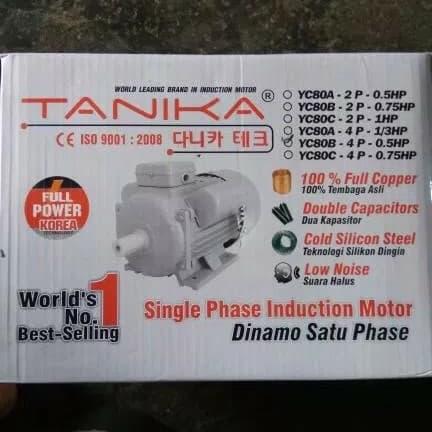 WORLD LEADING BRAND IN INDUCTION MOTOR
TANIKA®
CE ISO 9001 : 2008 다니카 테크
YC80A - 2 P - 0.5HP
YC80B - 2 P - 0.75HP
YC80C - 2 P - 1HP
YC80A - 4 P - 1/3HP
YC80B - 4 P - 0.5HP
YC80C - 4 P - 0.75HP
100 % Full Copper
100% Tembaga Asli
Double Capacitors
Dua Kapasitor
Cold Silicon Steel
Teknologi Silikon Dingin
Low Noise
Suara Halus
FULL
POWER
KOREA
TECHNOLOGY
World's
No. 1
Best-Selling
Single Phase Induction Motor
Dinamo Satu Phase